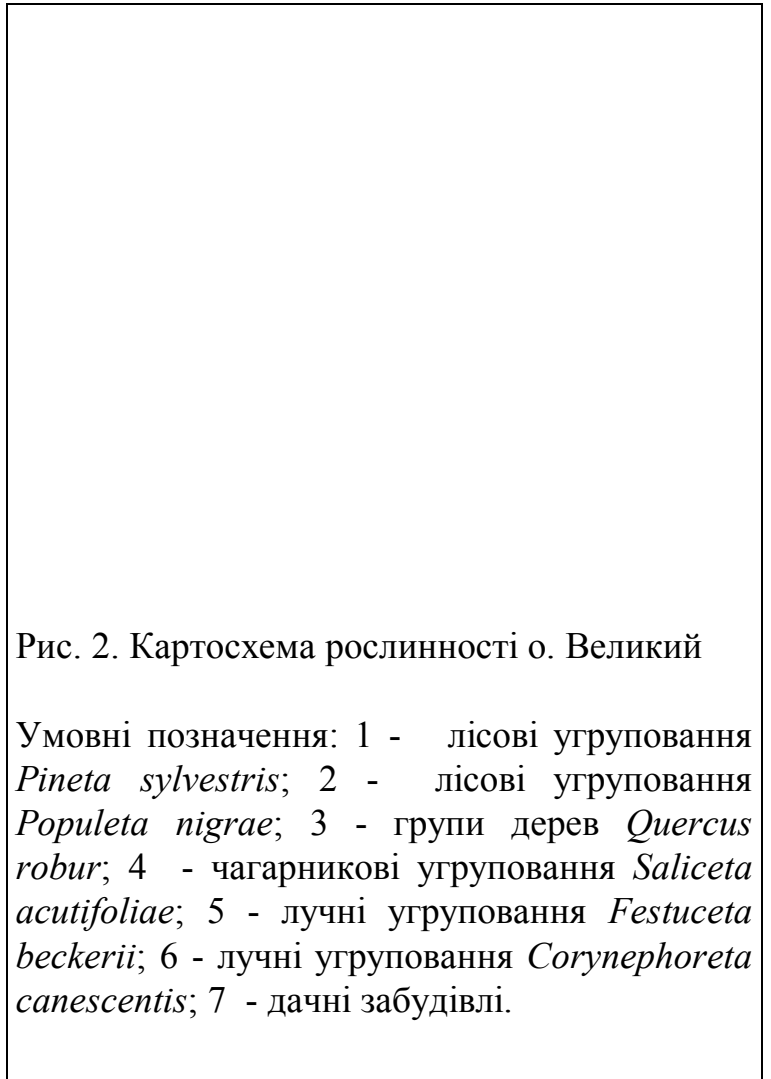 Рис. 2. Картосхема рослинності о. Великий
Умовні позначення: 1 - лісові угруповання
Pineta sylvestris; 2 - лісові угруповання
Populeta nigrae; 3 - групи дерев Quercus
robur; 4 - чагарникові угруповання Saliceta
acutifoliae; 5 - лучні угруповання Festuceta
beckerii; 6 - лучні угруповання Corynephoreta
canescentis; 7 - дачні забудівлі.